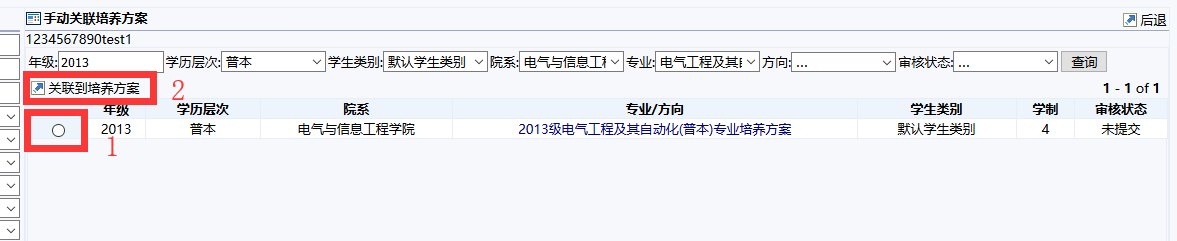 手动关联培养方案
后退
1234567890test1
年级: 2013 学历层次: 普本 学生类别: 默认学生类别 院系: 电气与信息工程 专业: 电气工程及其自 方向: ... 审核状态: ... 查询
关联到培养方案 2 1 - 1 of 1
年级 学历层次 院系 专业/方向 学生类别 学制 审核状态
2013 普本 电气与信息工程学院 2013级电气工程及其自动化(普本)专业培养方案 默认学生类别 4 未提交
1